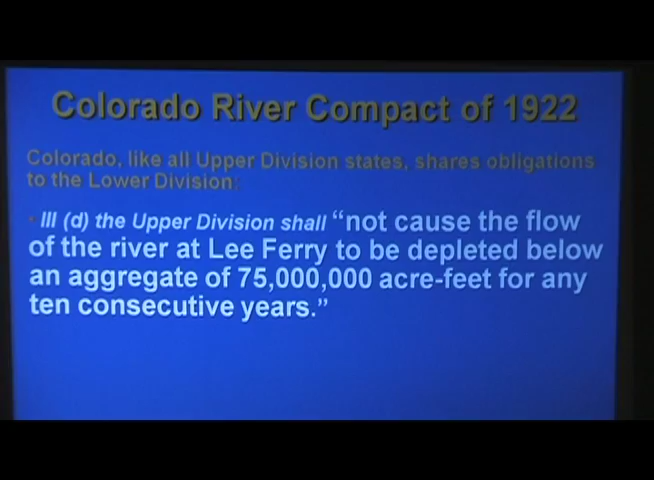 Colorado River Compact of 1922
Colorado, like all Upper Division states, shares obligations
to the Lower Division:
• III (d) the Upper Division shall “not cause the flow
of the river at Lee Ferry to be depleted below
an aggregate of 75,000,000 acre-feet for any
ten consecutive years.”